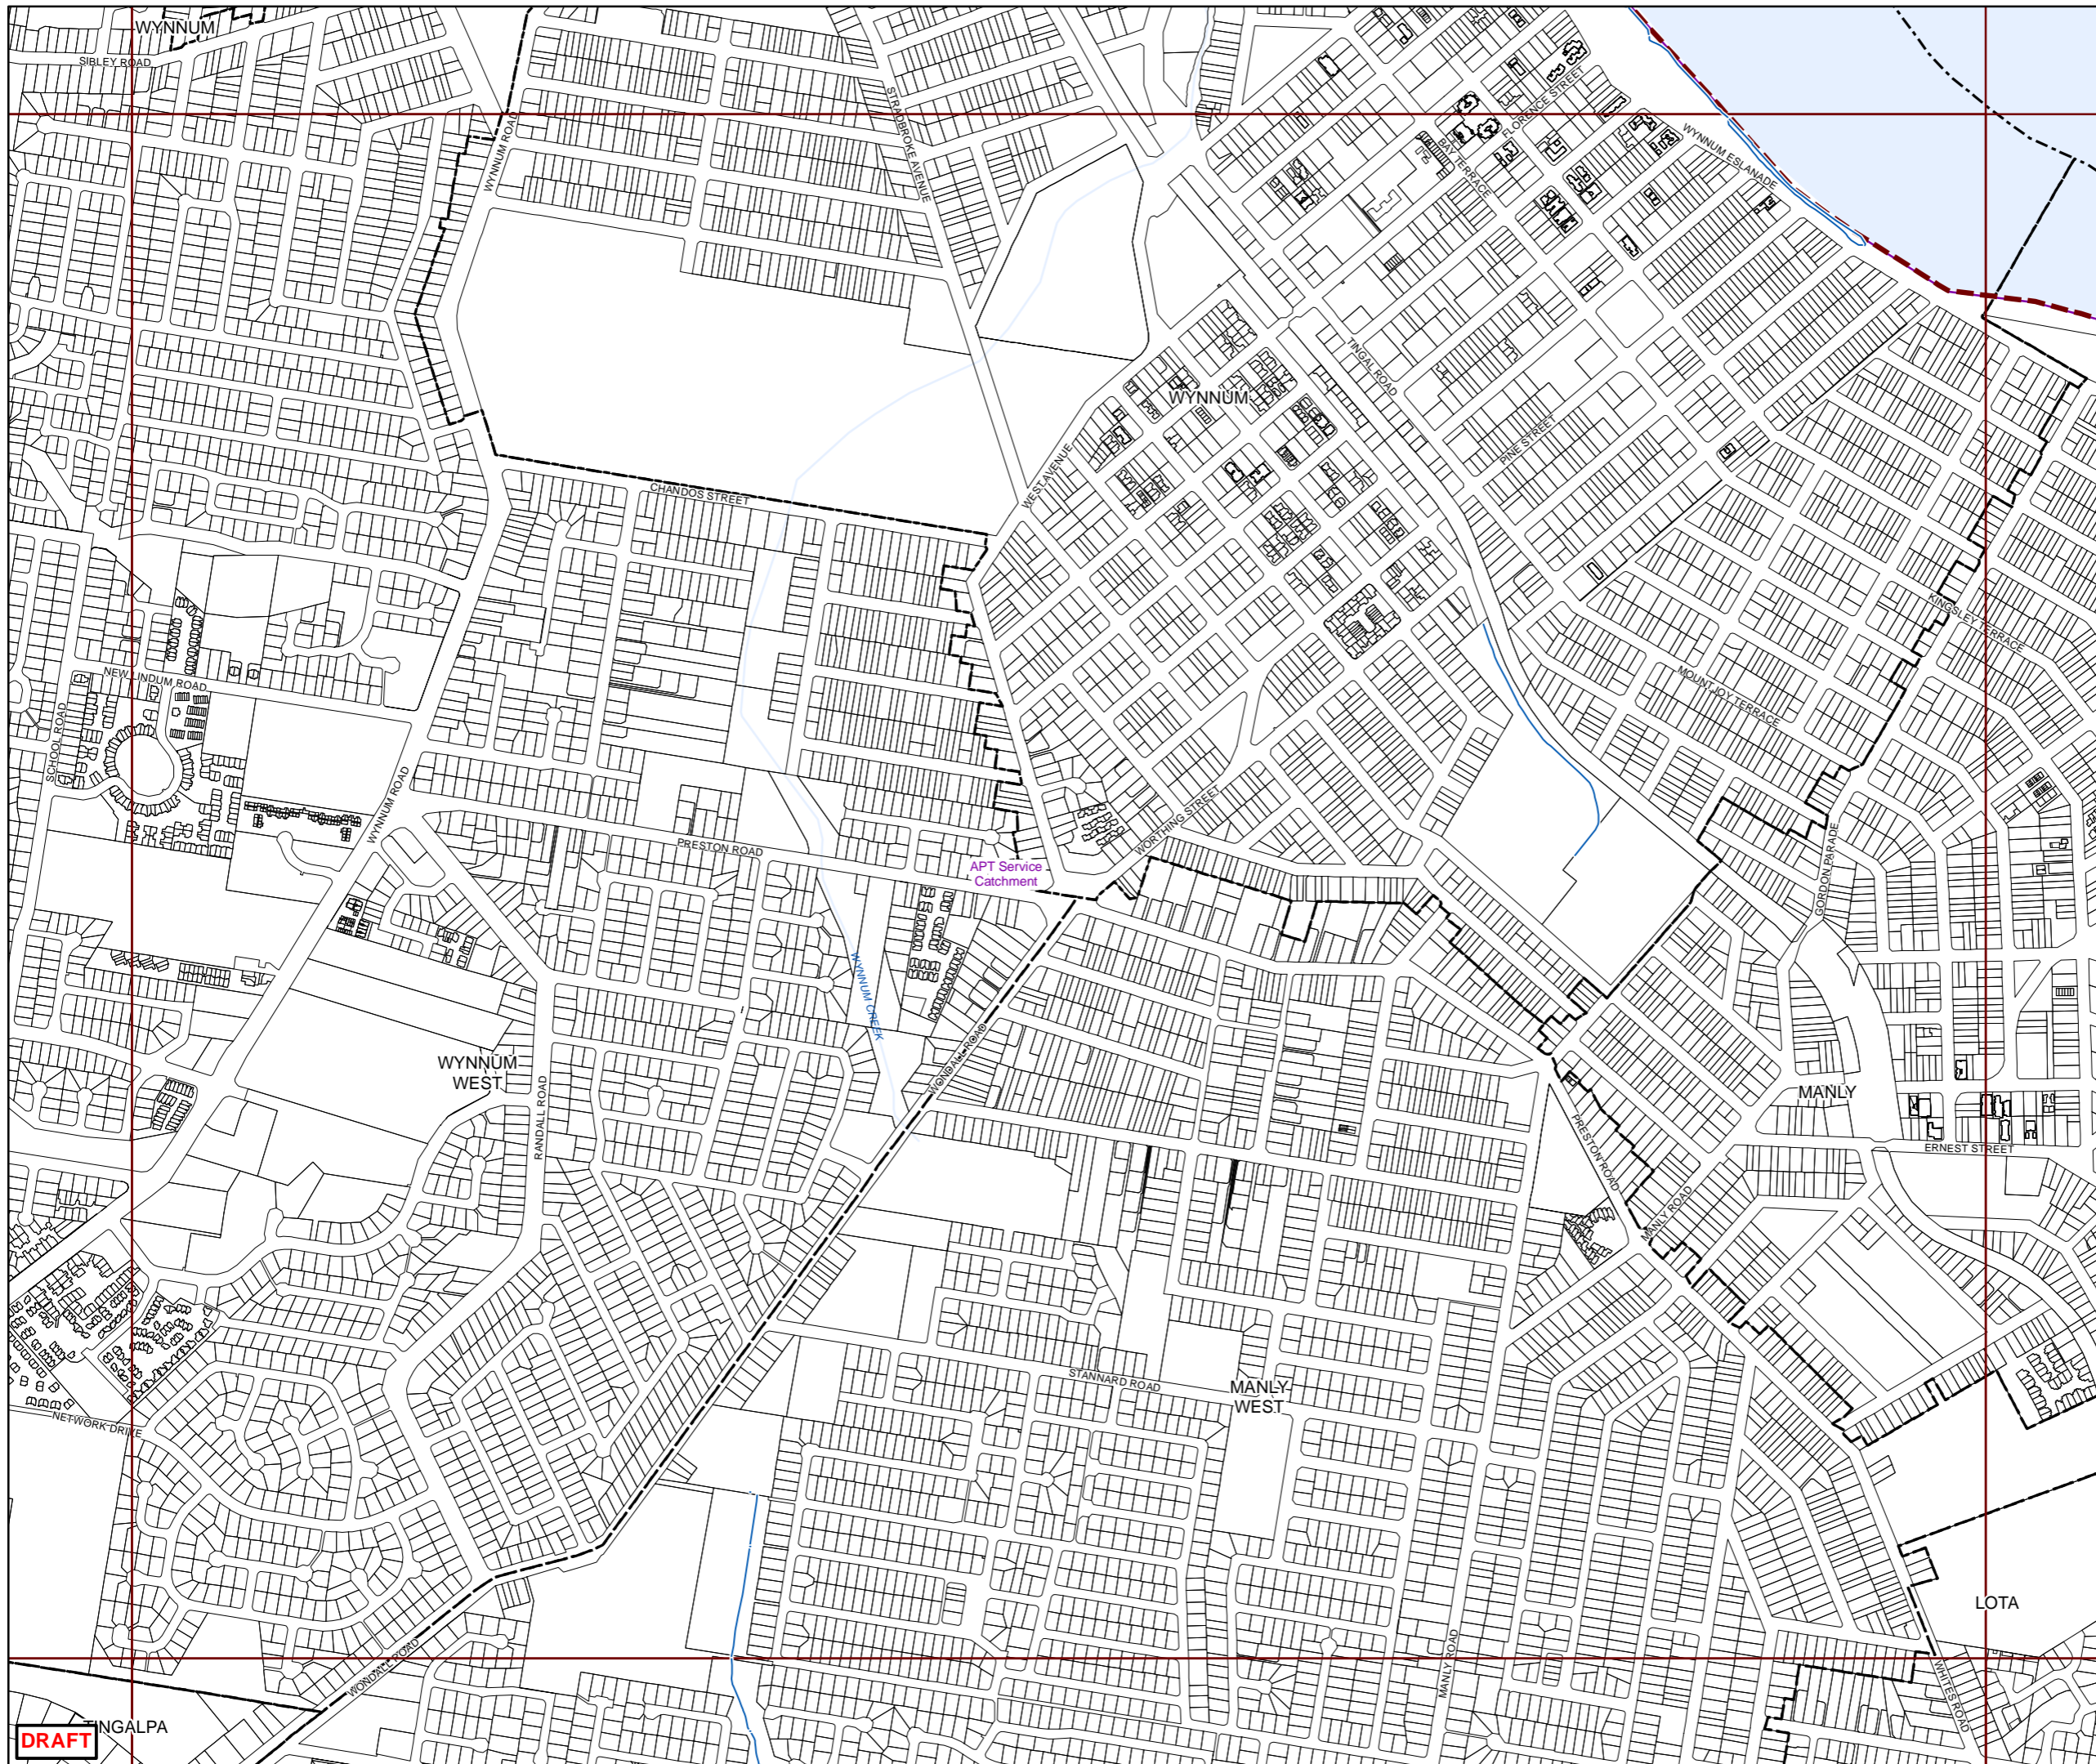 WYNNUM
SIBLEY ROAD
WYNNUM ROAD
STRADBROKE AVENUE
FLORENCE STREET
BAY TERRACE
WYNNUM ESLANADE
TINGAL ROAD
WYNNUM
PINE STREET
WEST AVENUE
CHANDOS STREET
KINGSLEY TERRACE
MOUNT JOY TERRACE
NEW LINDUM ROAD
SCHOOL ROAD
WYNNUM ROAD
WORTHING STREET
PRESTON ROAD
APT Service
Catchment
GORDON PARADE
WYNNUM CREEK
WONDALL ROAD
WYNNUM
WEST
RANDALL ROAD
MANLY
PRESTON ROAD
ERNEST STREET
MANLY ROAD
STANNARD ROAD
MANLY
WEST
NETWORK DRIVE
LOTA
WONDALL ROAD
MANLY ROAD
WHITES ROAD
TINGALPA
DRAFT